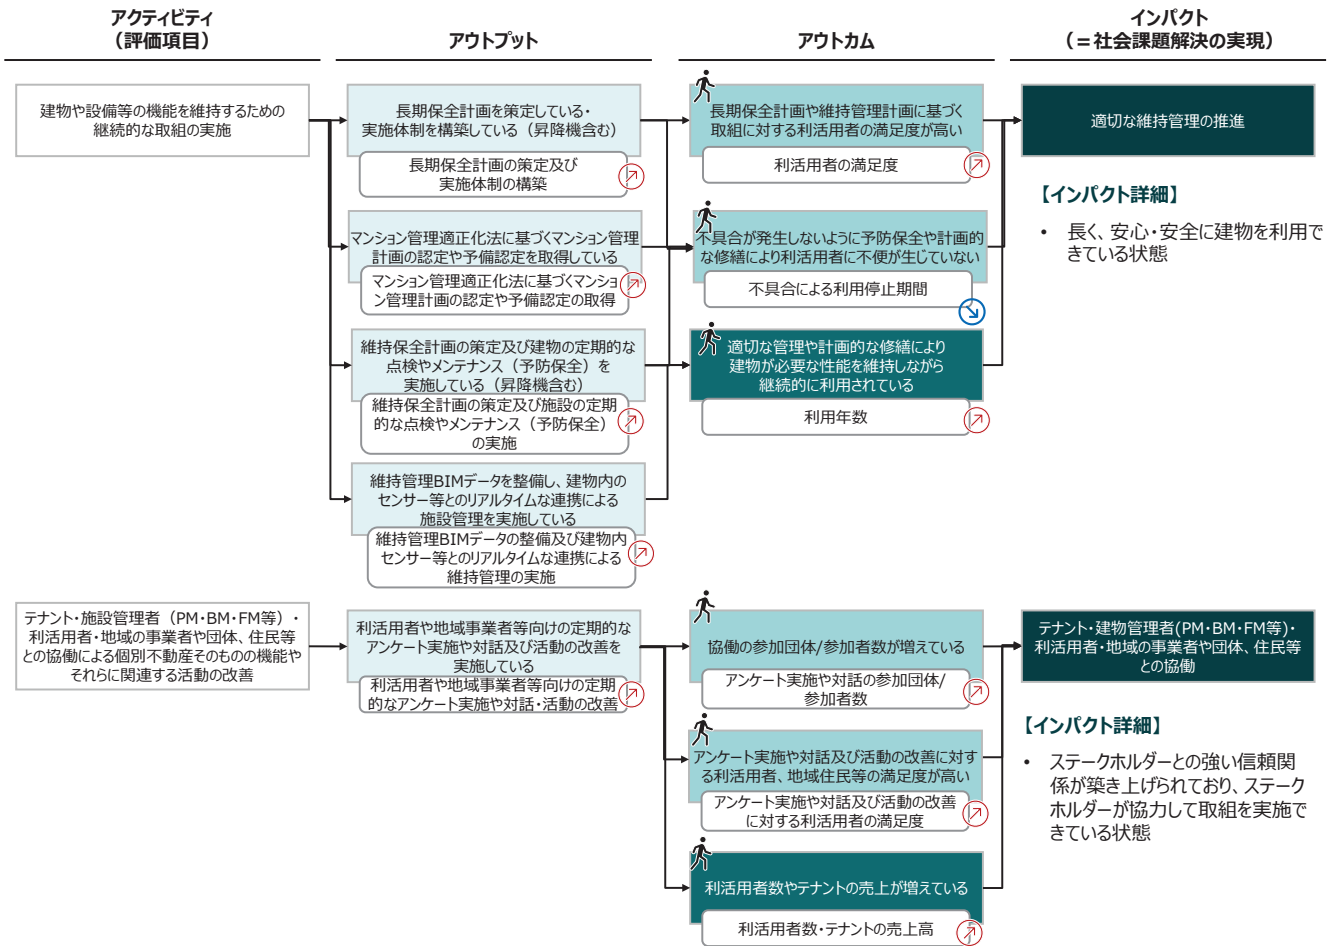 アクティビティ
（評価項目）
アウトプット
アウトカム
インパクト
（＝社会課題解決の実現）
建物や設備等の機能を維持するための
継続的な取組の実施
長期保全計画を策定している・
実施体制を構築している（昇降機含む）
長期保全計画の策定及び
実施体制の構築
マンション管理適正化法に基づくマンション管理
計画の認定や予備認定を取得している
マンション管理適正化法に基づくマンショ
ン管理計画の認定や予備認定の取得
維持保全計画の策定及び建物の定期的な
点検やメンテナンス（予防保全）を
実施している（昇降機含む）
維持保全計画の策定及び施設の定期
的な点検やメンテナンス（予防保全）
の実施
維持管理BIMデータを整備し、建物内の
センサー等とのリアルタイムな連携による
施設管理を実施している
維持管理BIMデータの整備及び建物内
センサー等とのリアルタイムな連携による
維持管理の実施
長期保全計画や維持管理計画に基づく
取組に対する利活用者の満足度が高い
利活用者の満足度
不具合が発生しないように予防保全や計画的
な修繕により利活用者に不便が生じていない
不具合による利用停止期間
適切な管理や計画的な修繕により
建物が必要な性能を維持しながら
継続的に利用されている
利用年数
適切な維持管理の推進
【インパクト詳細】
• 長く、安心・安全に建物を利用で
きている状態
テナント・施設管理者（PM・BM・FM等）・
利活用者・地域の事業者や団体、住民等
との協働による個別不動産そのものの機能や
それらに関連する活動の改善
利活用者や地域事業者等向けの定期的な
アンケート実施や対話及び活動の改善を
実施している
利活用者や地域事業者等向けの定期
的なアンケート実施や対話・活動の改善
協働の参加団体/参加者数が増えている
アンケート実施や対話の参加団体/
参加者数
アンケート実施や対話及び活動の改善に対す
る利活用者、地域住民等の満足度が高い
アンケート実施や対話及び活動の改善
に対する利活用者の満足度
利活用者数やテナントの売上が増えている
利活用者数・テナントの売上高
テナント・建物管理者(PM・BM・FM等)・
利活用者・地域の事業者や団体、住民等
との協働
【インパクト詳細】
• ステークホルダーとの強い信頼関
係が築き上げられており、ステーク
ホルダーが協力して取組を実施で
きている状態